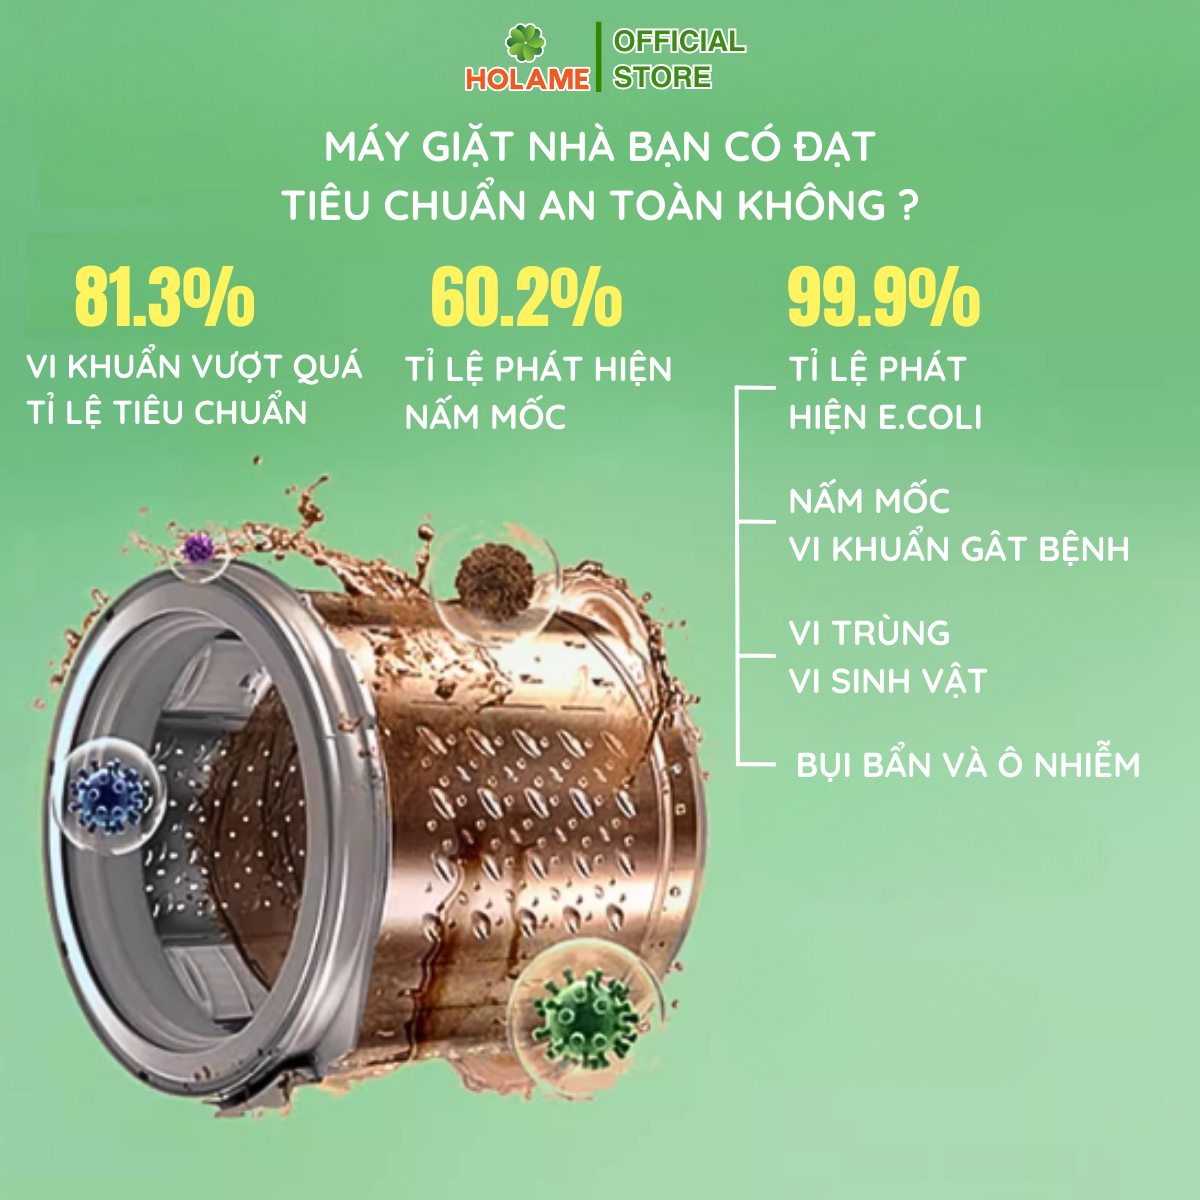 HOLAME
OFFICIAL
STORE
MÁY GIẶT NHÀ BẠN CÓ ĐẠT
TIÊU CHUẨN AN TOÀN KHÔNG ?
81.3%
VI KHUẨN VƯỢT QUÁ
TỈ LỆ TIÊU CHUẨN
60.2%
TỈ LỆ PHÁT HIỆN
NẤM MỐC
99.9%
TỈ LỆ PHÁT
HIỆN E.COLI
NẤM MỐC
VI KHUẨN GÂT BỆNH
VI TRÙNG
VI SINH VẬT
BỤI BẨN VÀ Ô NHIỄM